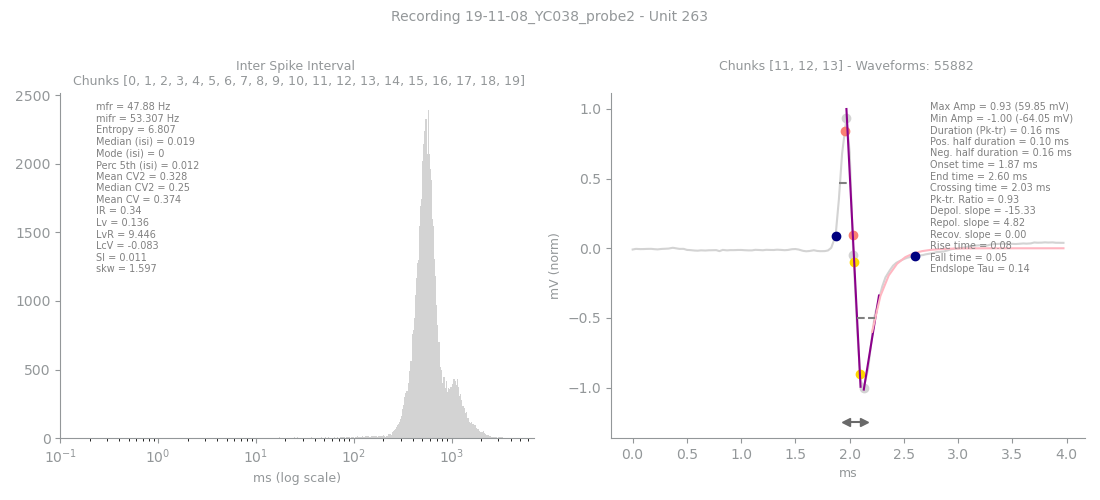 Recording 19-11-08_YC038_probe2 - Unit 263
Inter Spike Interval
Chunks [0, 1, 2, 3, 4, 5, 6, 7, 8, 9, 10, 11, 12, 13, 14, 15, 16, 17, 18, 19]
mfr = 47.88 Hz
mifr = 53.307 Hz
Entropy = 6.807
Median (isi) = 0.019
Mode (isi) = 0
Perc 5th (isi) = 0.012
Mean CV2 = 0.328
Median CV2 = 0.25
Mean CV = 0.374
IR = 0.34
Lv = 0.136
LvR = 9.446
LcV = -0.083
SI = 0.011
skw = 1.597
2500
2000
1500
1000
500
0
10⁻¹ 10⁰ 10¹ 10² 10³
ms (log scale)
Chunks [11, 12, 13] - Waveforms: 55882
Max Amp = 0.93 (59.85 mV)
Min Amp = -1.00 (-64.05 mV)
Duration (Pk-tr) = 0.16 ms
Pos. half duration = 0.10 ms
Neg. half duration = 0.16 ms
Onset time = 1.87 ms
End time = 2.60 ms
Crossing time = 2.03 ms
Pk-tr. Ratio = 0.93
Depol. slope = -15.33
Repol. slope = 4.82
Recov. slope = 0.00
Rise time = 0.08
Fall time = 0.05
Endslope Tau = 0.14
mV (norm)
1.0
0.5
0.0
−0.5
−1.0
0.0 0.5 1.0 1.5 2.0 2.5 3.0 3.5 4.0
ms